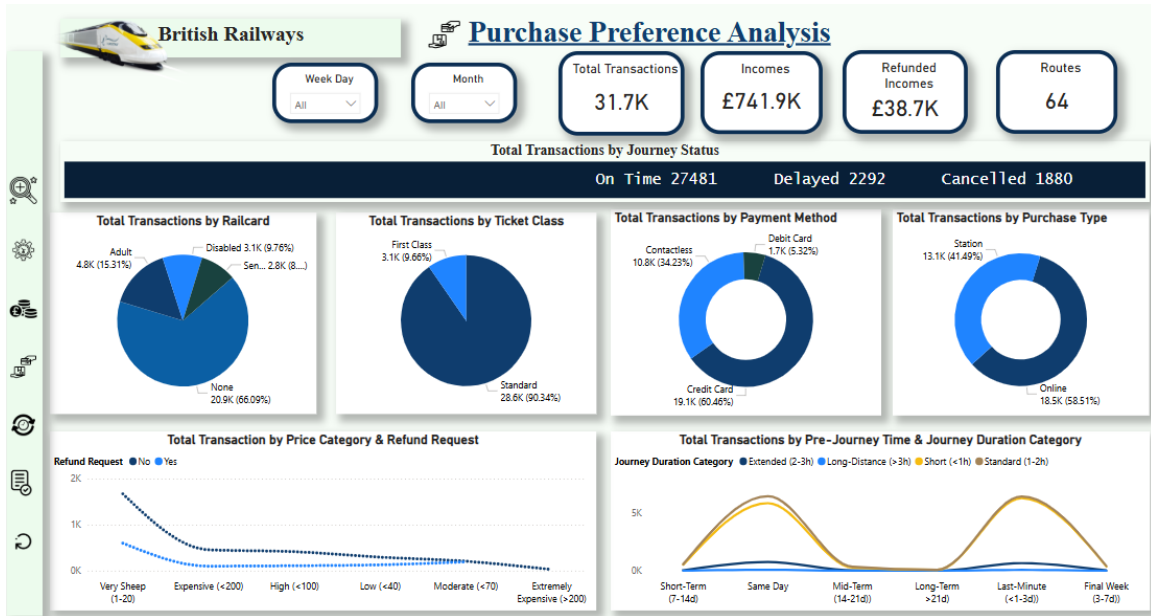 British Railways
Purchase Preference Analysis
Week Day
All
Month
All
Total Transactions
31.7K
Incomes
£741.9K
Refunded
Incomes
£38.7K
Routes
64
Total Transactions by Journey Status
On Time 27481 Delayed 2292 Cancelled 1880
Total Transactions by Railcard
Adult
4.8K (15.31%)
Disabled 3.1K (9.76%)
Sen... 2.8K (8....)
None
20.9K (66.09%)
Total Transactions by Ticket Class
First Class
3.1K (9.66%)
Standard
28.6K (90.34%)
Total Transactions by Payment Method
Debit Card
1.7K (5.32%)
Contactless
10.8K (34.23%)
Credit Card
19.1K (60.46%)
Total Transactions by Purchase Type
Station
13.1K (41.49%)
Online
18.5K (58.51%)
Total Transaction by Price Category & Refund Request
Refund Request No Yes
2K
1K
0K
Very Sheep
(1-20)
Expensive (<200)
High (<100)
Low (<40)
Moderate (<70)
Extremely
Expensive (>200)
Total Transactions by Pre-Journey Time & Journey Duration Category
Journey Duration Category Extended (2-3h) Long-Distance (>3h) Short (<1h) Standard (1-2h)
5K
0K
Short-Term
(7-14d)
Same Day
Mid-Term
(14-21d))
Long-Term
>21d)
Last-Minute
(<1-3d))
Final Week
(3-7d))